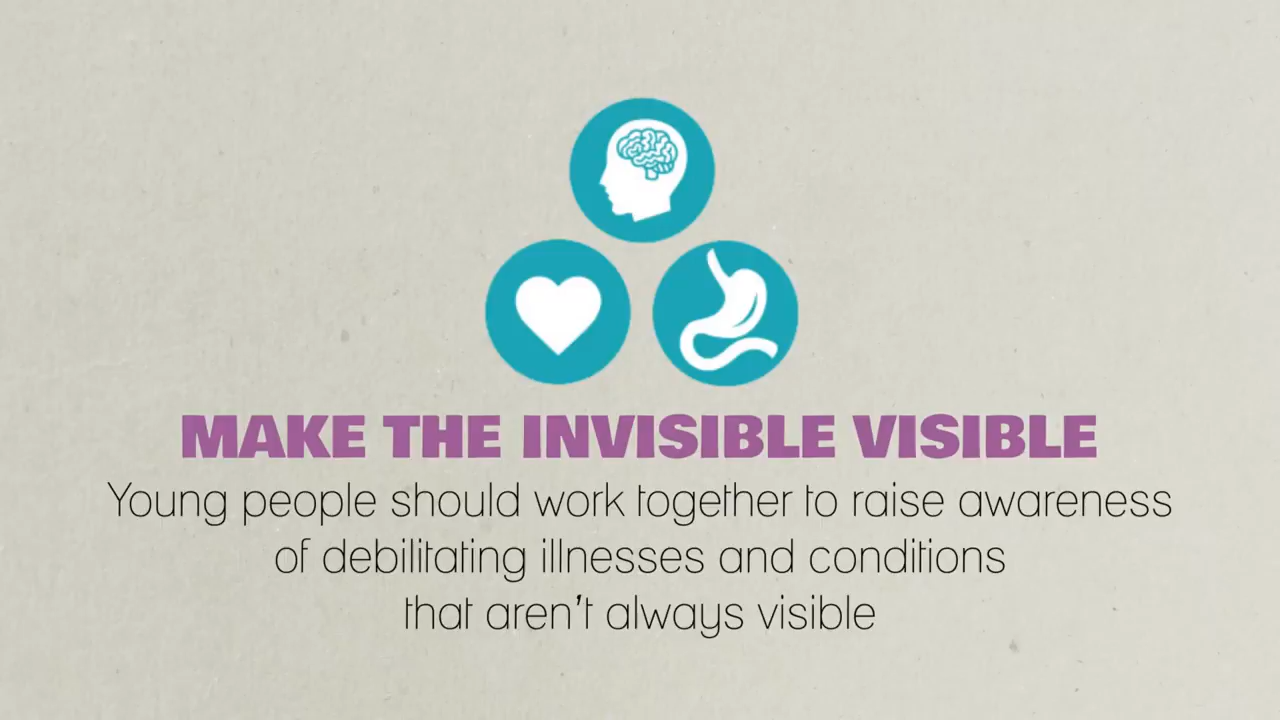 MAKE THE INVISIBLE VISIBLE
Young people should work together to raise awareness
of debilitating illnesses and conditions
that aren't always visible